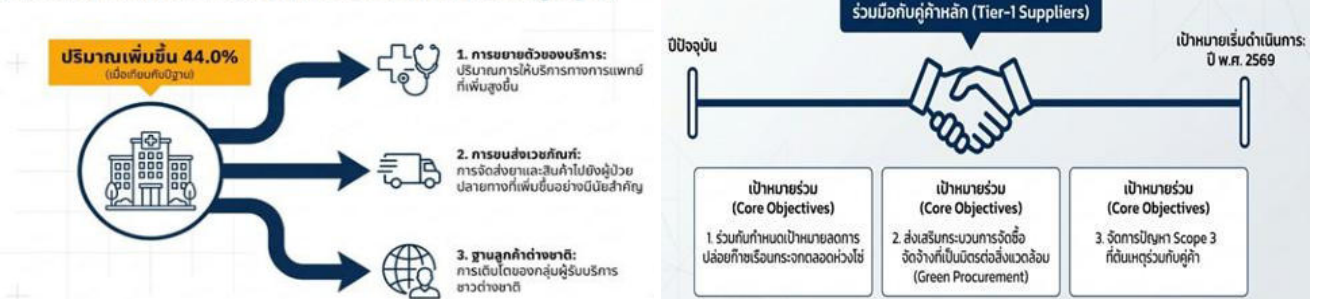 ปริมาณเพิ่มขึ้น 44.0%
(เมื่อเทียบกับปีฐาน)
1. การขยายตัวของบริการ:
ปริมาณการให้บริการทางการแพทย์
ที่เพิ่มสูงขึ้น
2. การขนส่งเวชภัณฑ์:
การจัดส่งยาและสินค้าไปยังผู้ป่วย
ปลายทางที่เพิ่มขึ้นอย่างมีนัยสำคัญ
3. ฐานลูกค้าต่างชาติ:
การเติบโตของกลุ่มผู้รับบริการ
ชาวต่างชาติ
ร่วมมือกับคู่ค้าหลัก (Tier-1 Suppliers)
ปีปัจจุบัน
เป้าหมายเริ่มดำเนินการ:
ปี พ.ศ. 2569
เป้าหมายร่วม
(Core Objectives)
1. ร่วมกันกำหนดเป้าหมายลดการ
ปล่อยก๊าซเรือนกระจกตลอดห่วงโซ่
เป้าหมายร่วม
(Core Objectives)
2. ส่งเสริมกระบวนการจัดซื้อ
จัดจ้างที่เป็นมิตรต่อสิ่งแวดล้อม
(Green Procurement)
เป้าหมายร่วม
(Core Objectives)
3. จัดการปัญหา Scope 3
ที่ต้นเหตุร่วมกับคู่ค้า